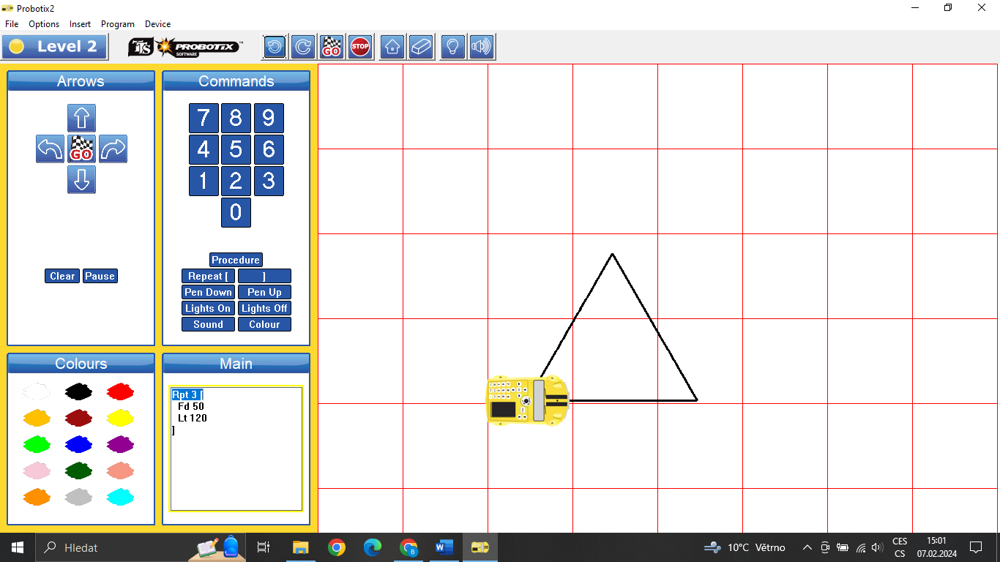 Probotix2
File Options Insert Program Device
Level 2
TTS PROBOTIX™
SOFTWARE
GO
STOP
Arrows
GO
Clear Pause
Commands
7 8 9
4 5 6
1 2 3
0
Procedure
Repeat [ ]
Pen Down Pen Up
Lights On Lights Off
Sound Colour
Colours
Main
Rpt 3 [
Fd 50
Lt 120
]
Hledat
10°C Větrno
CES
CS
15:01
07.02.2024